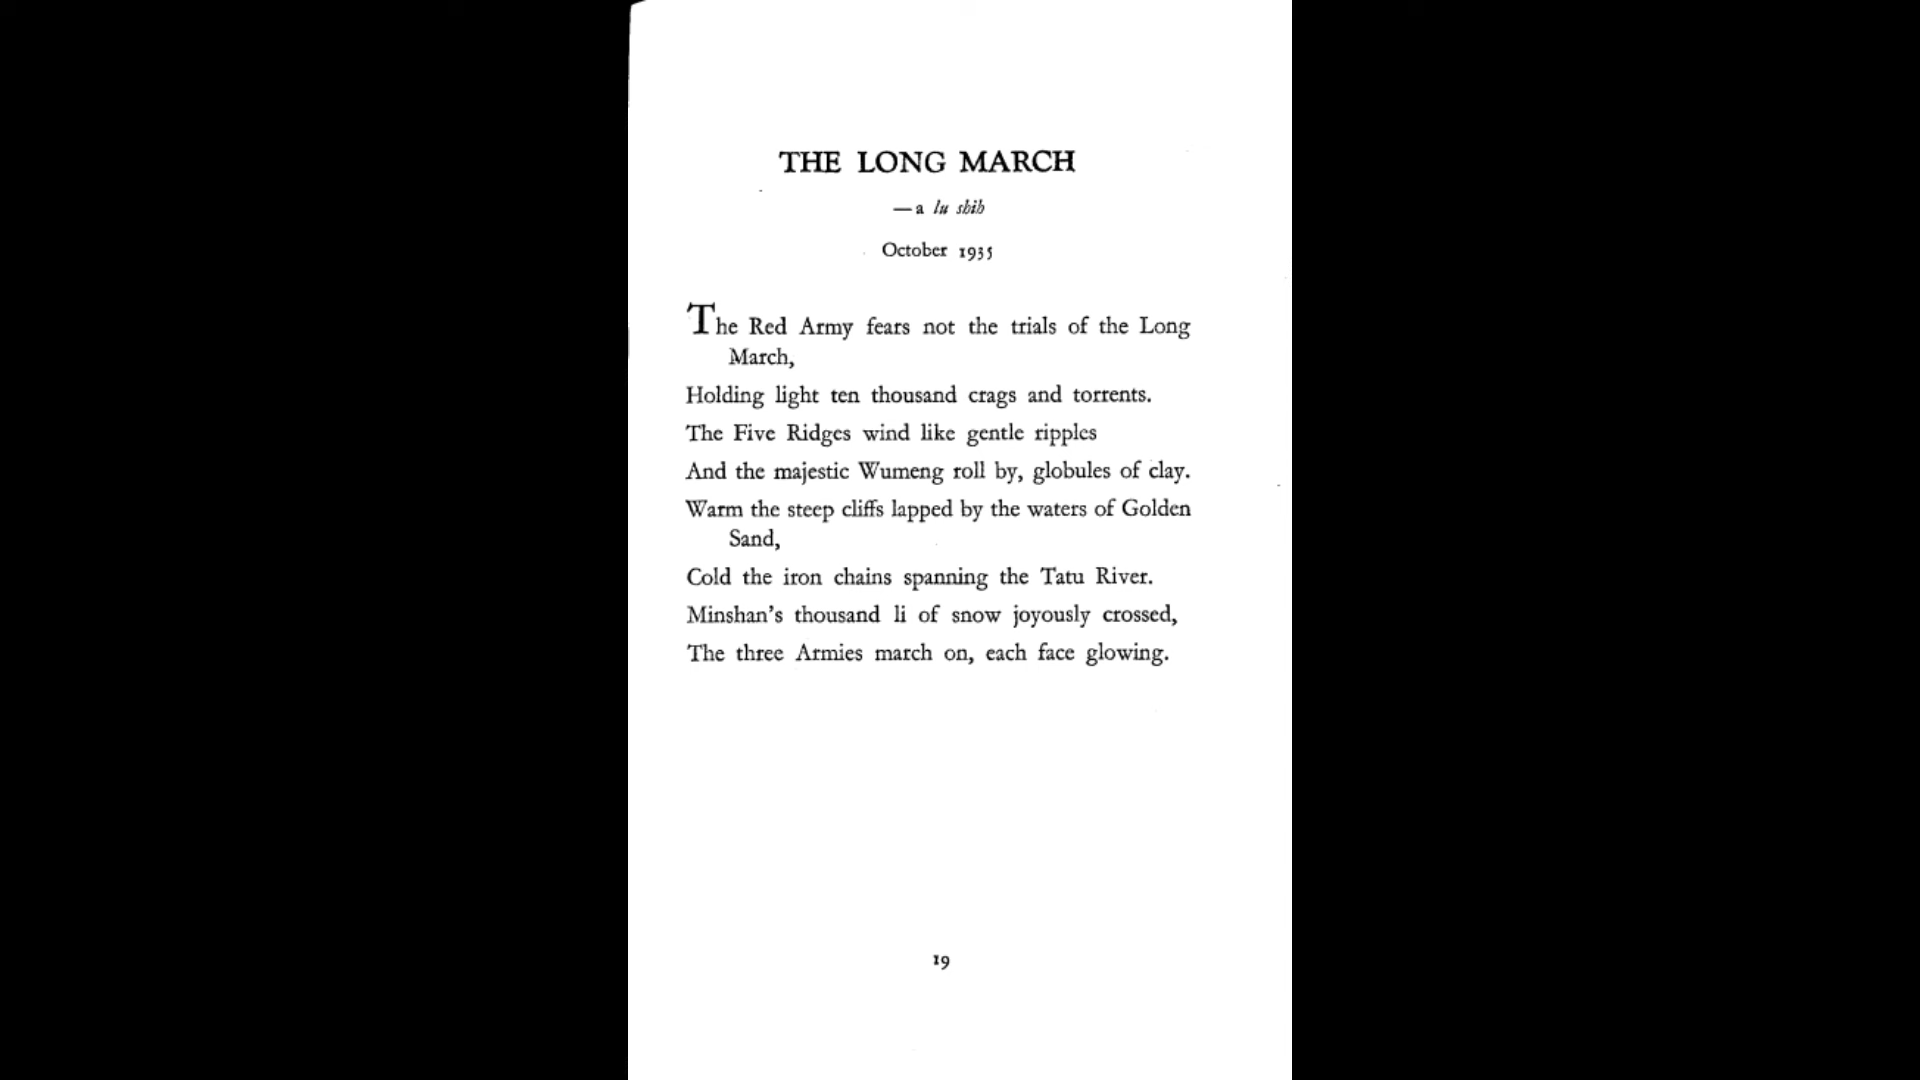 THE LONG MARCH
—a lu shih
October 1935
The Red Army fears not the trials of the Long
March,
Holding light ten thousand crags and torrents.
The Five Ridges wind like gentle ripples
And the majestic Wumeng roll by, globules of clay.
Warm the steep cliffs lapped by the waters of Golden
Sand,
Cold the iron chains spanning the Tatu River.
Minshan's thousand li of snow joyously crossed,
The three Armies march on, each face glowing.
19